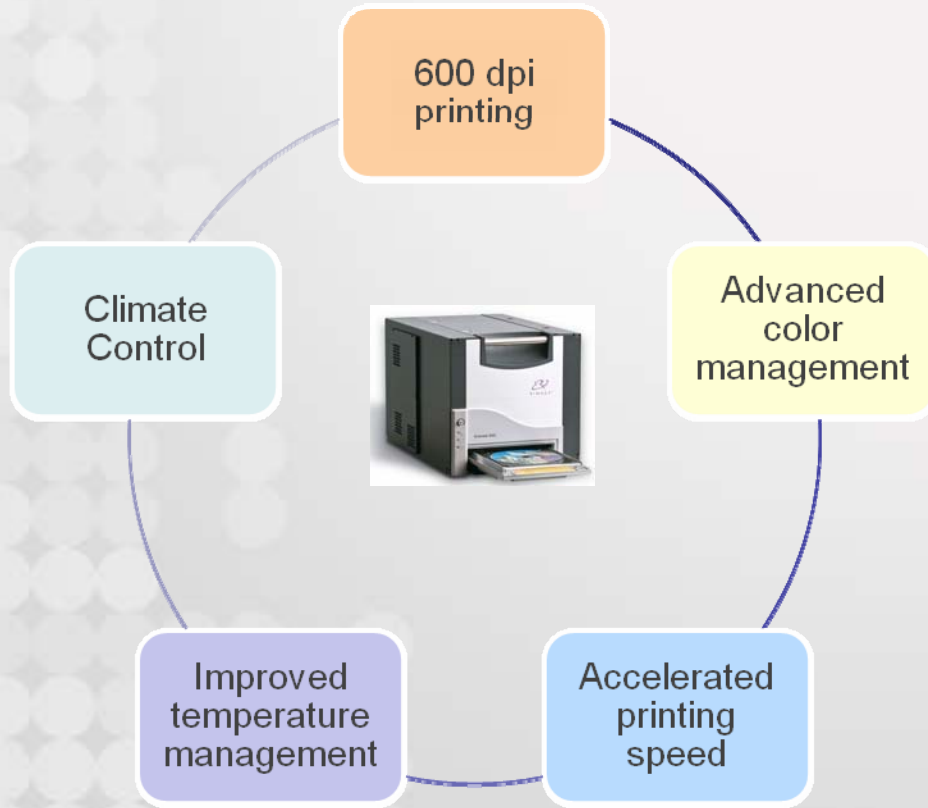 600 dpi
printing
Advanced
color
management
Accelerated
printing
speed
Improved
temperature
management
Climate
Control